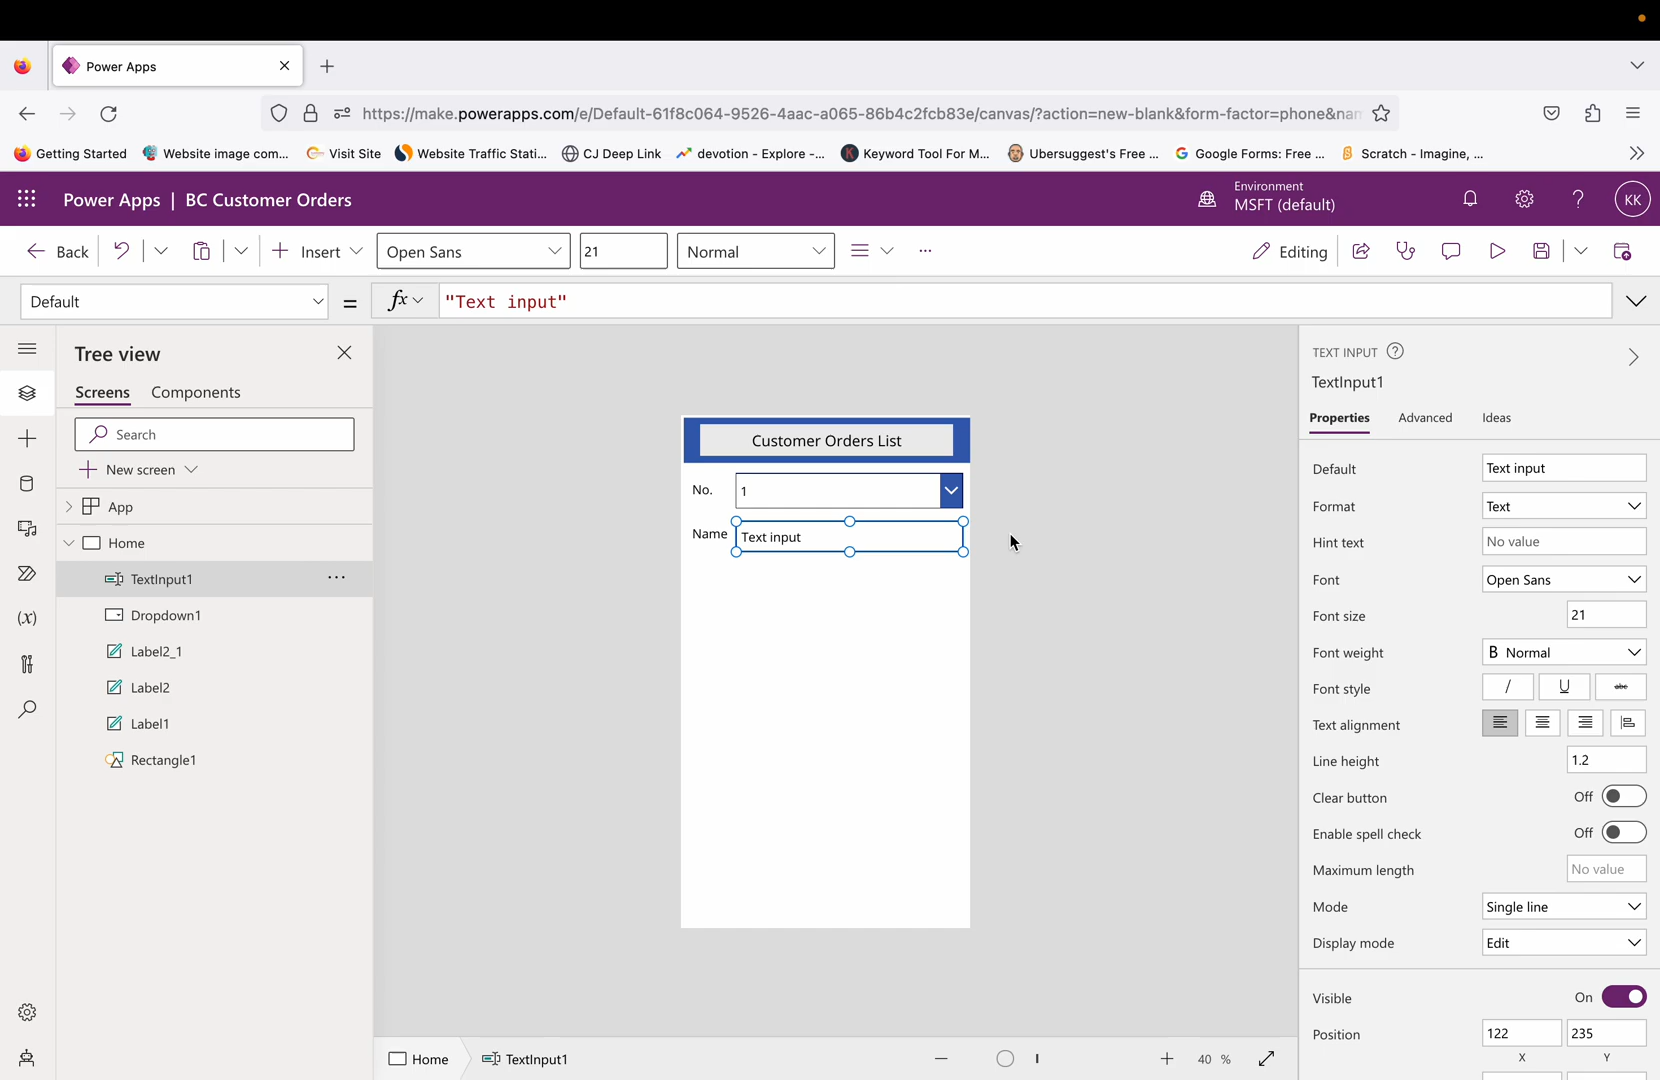 Power Apps
https://make.powerapps.com/e/Default-61f8c064-9526-4aac-a065-86b4c2fcb83e/canvas/?action=new-blank&form-factor=phone&nam
Getting Started
Website image com...
Visit Site
Website Traffic Stati...
CJ Deep Link
devotion - Explore -...
Keyword Tool For M...
Ubersuggest's Free ...
Google Forms: Free ...
Scratch - Imagine, ...
Power Apps | BC Customer Orders
Environment
MSFT (default)
KK
Back
Insert
Open Sans
21
Normal
...
Editing
Default
=
fx
"Text input"
Tree view
Screens
Components
Search
New screen
App
Home
TextInput1
...
Dropdown1
Label2_1
Label2
Label1
Rectangle1
Customer Orders List
No.
1
Name
Text input
TEXT INPUT
TextInput1
Properties
Advanced
Ideas
Default
Text input
Format
Text
Hint text
No value
Font
Open Sans
Font size
21
Font weight
B Normal
Font style
/ U abc
Text alignment
Line height
1.2
Clear button
Off
Enable spell check
Off
Maximum length
No value
Mode
Single line
Display mode
Edit
Visible
On
Position
122
235
X
Y
Home
TextInput1
40 %